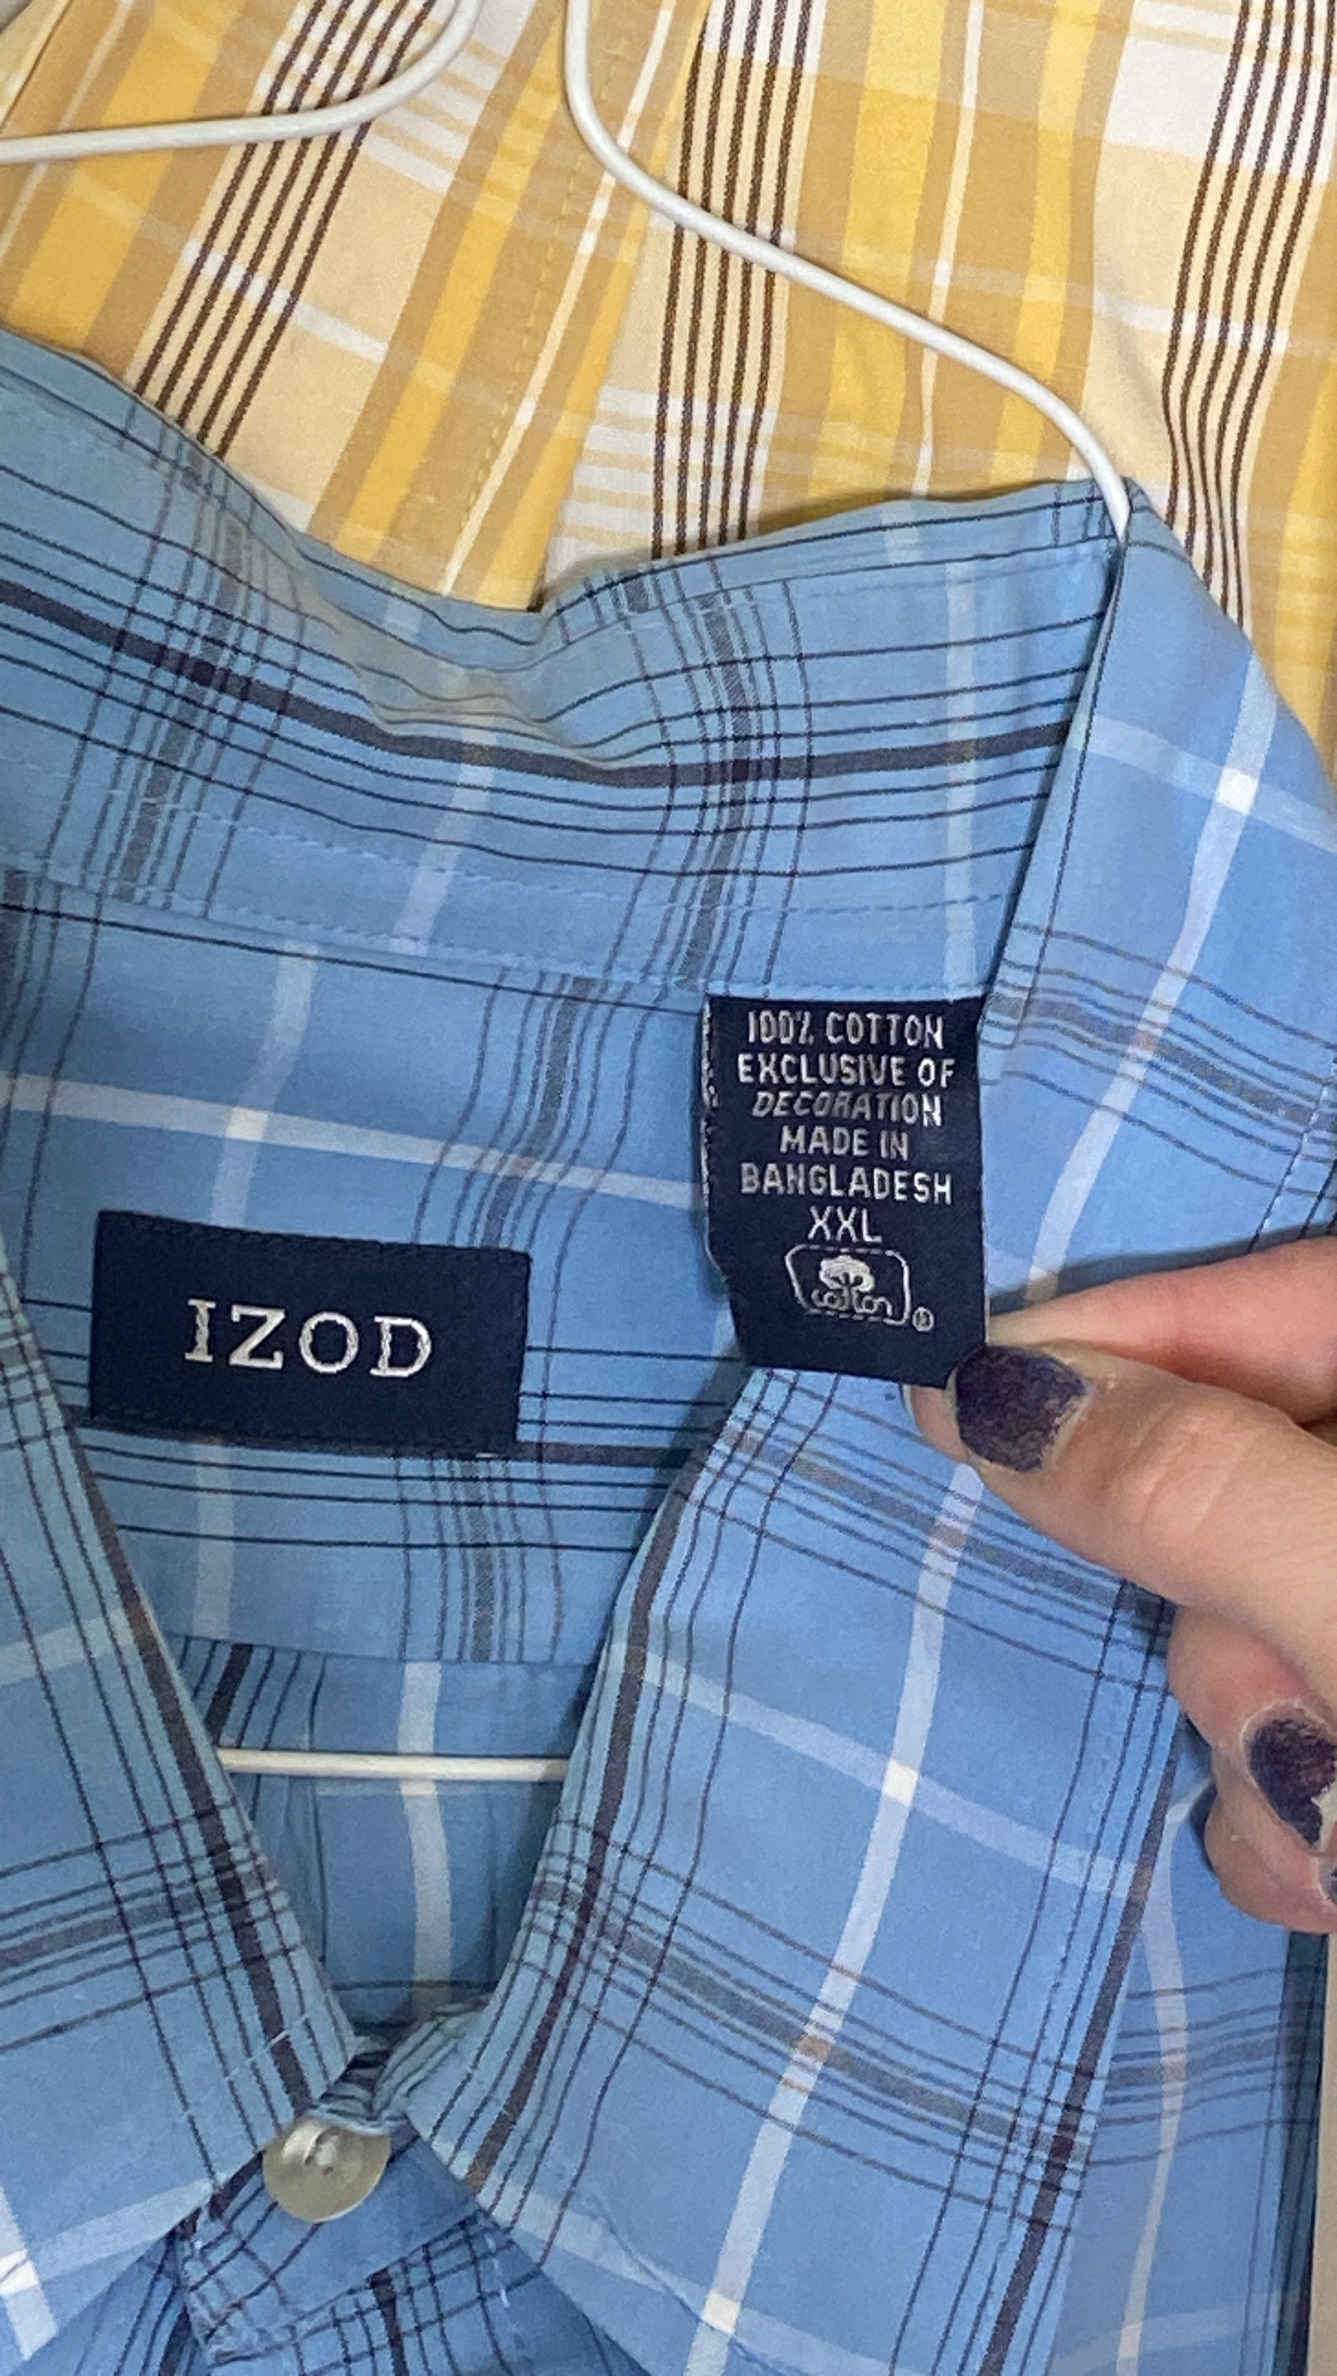 100% COTTON
EXCLUSIVE OF
DECORATION
MADE IN
BANGLADESH
XXL
cotton®
IZOD